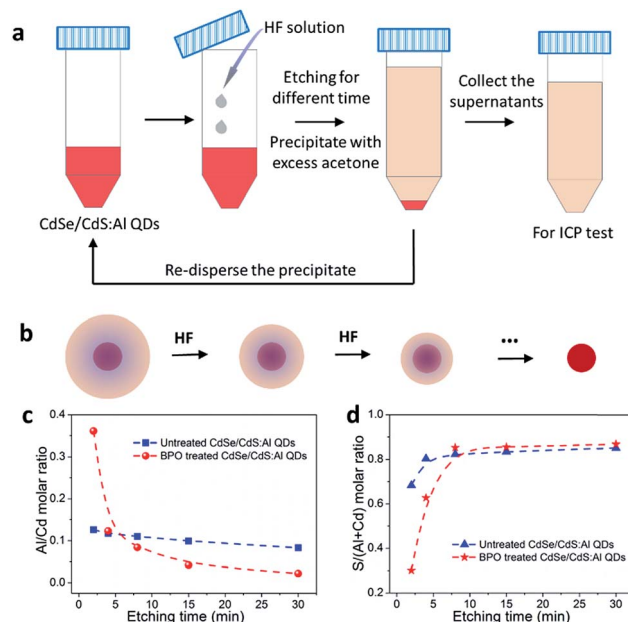 a
HF solution
Etching for
different time
Precipitate with
excess acetone
Collect the
supernatants
CdSe/CdS:Al QDs
For ICP test
Re-disperse the precipitate
b
HF
HF
...
c
0.4
0.3
0.2
0.1
0.0
Al/Cd molar ratio
Untreated CdSe/CdS:Al QDs
BPO treated CdSe/CdS:Al QDs
0 5 10 15 20 25 30
Etching time (min)
d
1.0
0.8
0.6
0.4
0.2
S/(Al+Cd) molar ratio
Untreated CdSe/CdS:Al QDs
BPO treated CdSe/CdS:Al QDs
0 5 10 15 20 25 30
Etching time (min)